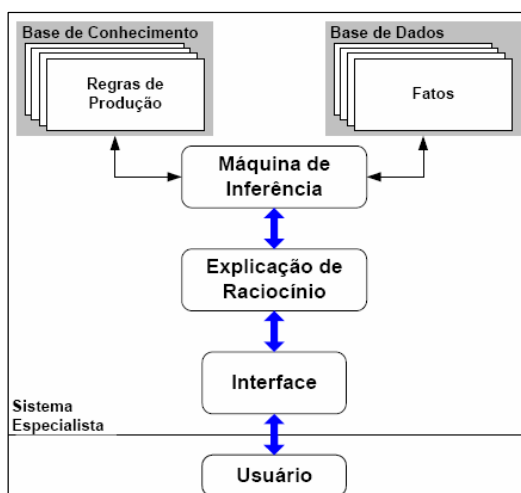 Base de Conhecimento
Regras de
Produção
Base de Dados
Fatos
Máquina de
Inferência
Explicação de
Raciocínio
Interface
Sistema
Especialista
Usuário